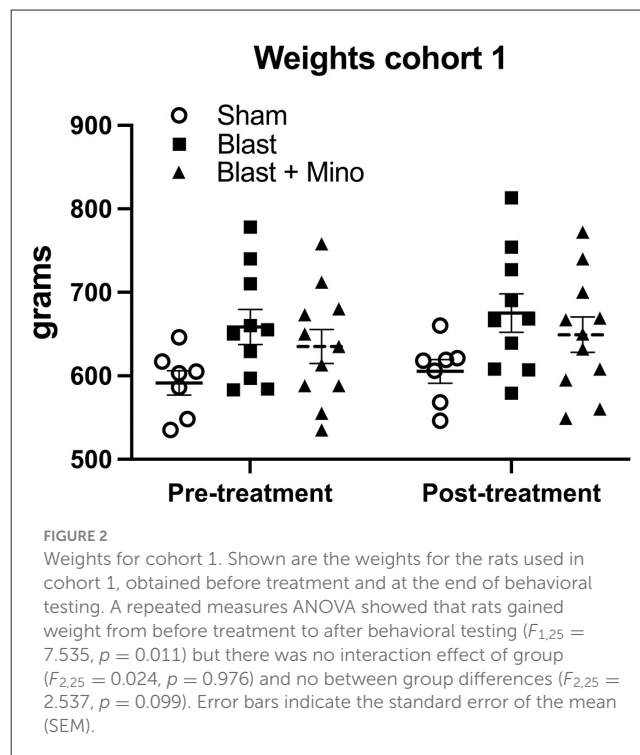 Weights cohort 1
Sham
Blast
Blast + Mino
900
800
700
600
500
grams
Pre-treatment
Post-treatment
FIGURE 2
Weights for cohort 1. Shown are the weights for the rats used in
cohort 1, obtained before treatment and at the end of behavioral
testing. A repeated measures ANOVA showed that rats gained
weight from before treatment to after behavioral testing (F1,25 =
7.535, p = 0.011) but there was no interaction effect of group
(F2,25 = 0.024, p = 0.976) and no between group differences (F2,25 =
2.537, p = 0.099). Error bars indicate the standard error of the mean
(SEM).